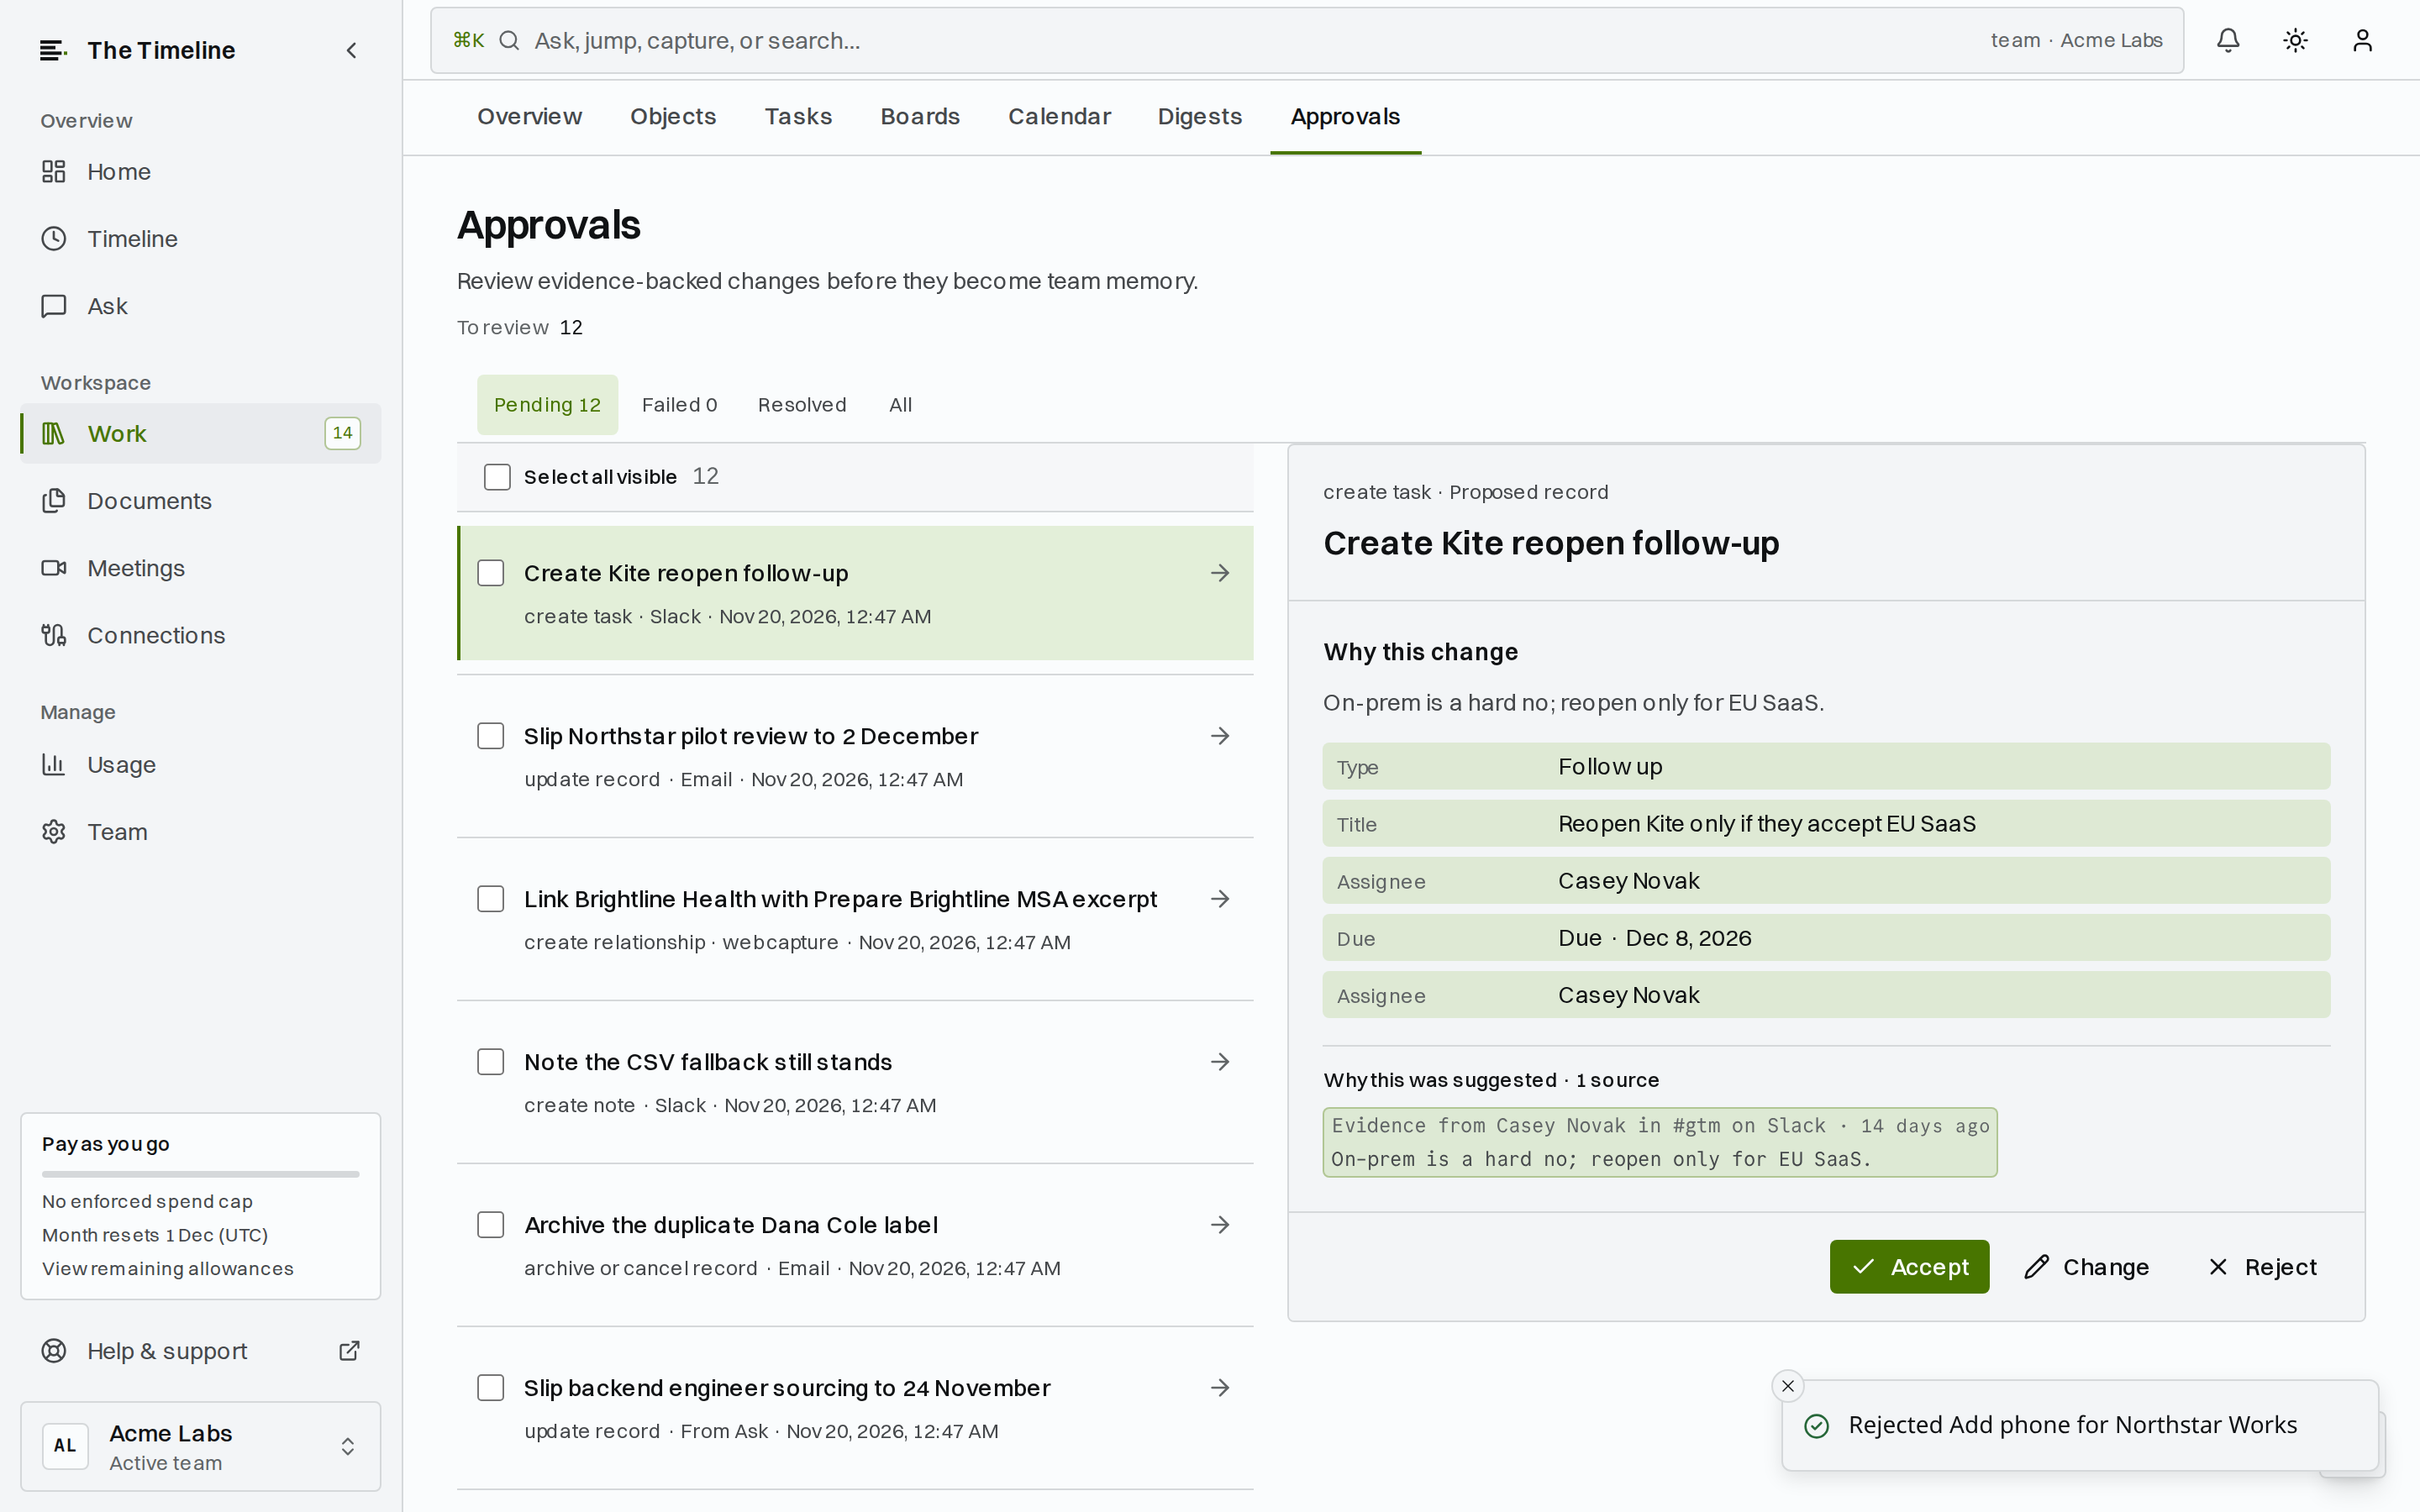 The Timeline
Overview
Home
Timeline
Ask
Workspace
Work 14
Documents
Meetings
Connections
Manage
Usage
Team
Pay as you go
No enforced spend cap
Month resets 1 Dec (UTC)
View remaining allowances
Help & support
AL Acme Labs
Active team
⌘K Ask, jump, capture, or search... team · Acme Labs
Overview Objects Tasks Boards Calendar Digests Approvals
Approvals
Review evidence-backed changes before they become team memory.
To review 12
Pending 12 Failed 0 Resolved All
Select all visible 12
Create Kite reopen follow-up
create task · Slack · Nov 20, 2026, 12:47 AM
Slip Northstar pilot review to 2 December
update record · Email · Nov 20, 2026, 12:47 AM
Link Brightline Health with Prepare Brightline MSA excerpt
create relationship · webcapture · Nov 20, 2026, 12:47 AM
Note the CSV fallback still stands
create note · Slack · Nov 20, 2026, 12:47 AM
Archive the duplicate Dana Cole label
archive or cancel record · Email · Nov 20, 2026, 12:47 AM
Slip backend engineer sourcing to 24 November
update record · From Ask · Nov 20, 2026, 12:47 AM
create task · Proposed record
Create Kite reopen follow-up
Why this change
On-prem is a hard no; reopen only for EU SaaS.
Type Follow up
Title Reopen Kite only if they accept EU SaaS
Assignee Casey Novak
Due Due · Dec 8, 2026
Assignee Casey Novak
Why this was suggested · 1 source
Evidence from Casey Novak in #gtm on Slack · 14 days ago
On-prem is a hard no; reopen only for EU SaaS.
Accept Change Reject
Rejected Add phone for Northstar Works